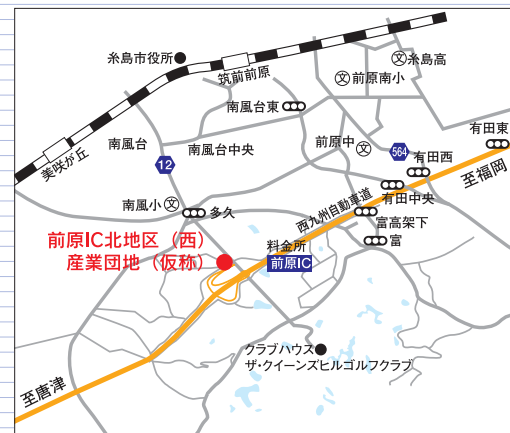 糸島市役所
筑前前原
文
糸島高
文
前原南小
南風台東
有田東
美咲が丘
南風台
南風台中央
12
前原中
文
564
有田西
至福岡
有田中央
南風小
文
多久
西九州自動車道
富高架下
富
前原IC北地区(西)
産業団地(仮称)
料金所
前原IC
クラブハウス
ザ・クイーンズヒルゴルフクラブ
至唐津